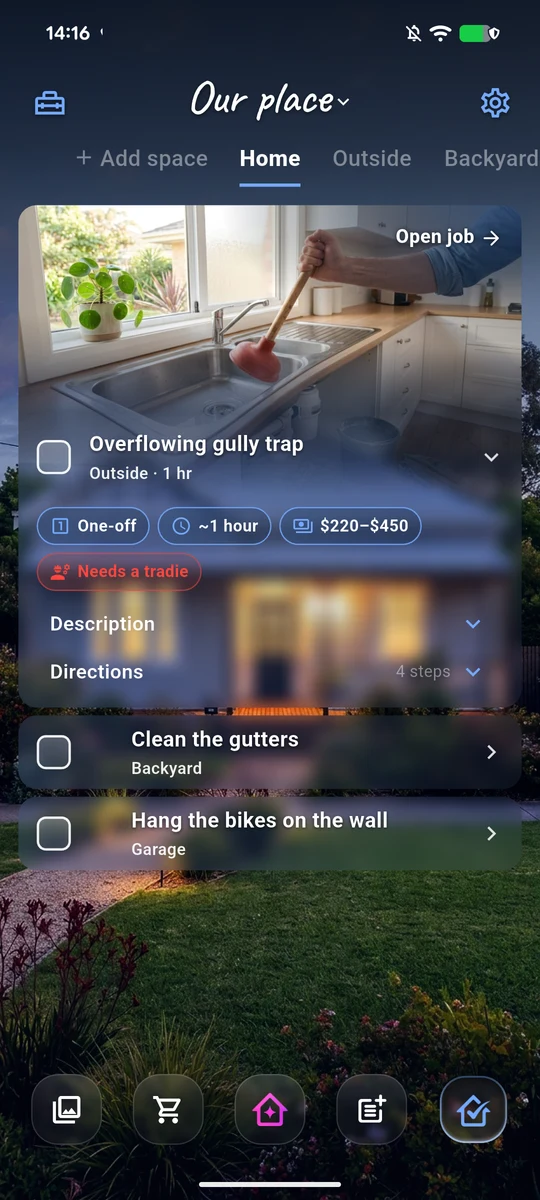 14:16
Our place
+ Add space
Home
Outside
Backyard
Open job →
Overflowing gully trap
Outside · 1 hr
One-off
~1 hour
$220–$450
Needs a tradie
Description
Directions
4 steps
Clean the gutters
Backyard
Hang the bikes on the wall
Garage